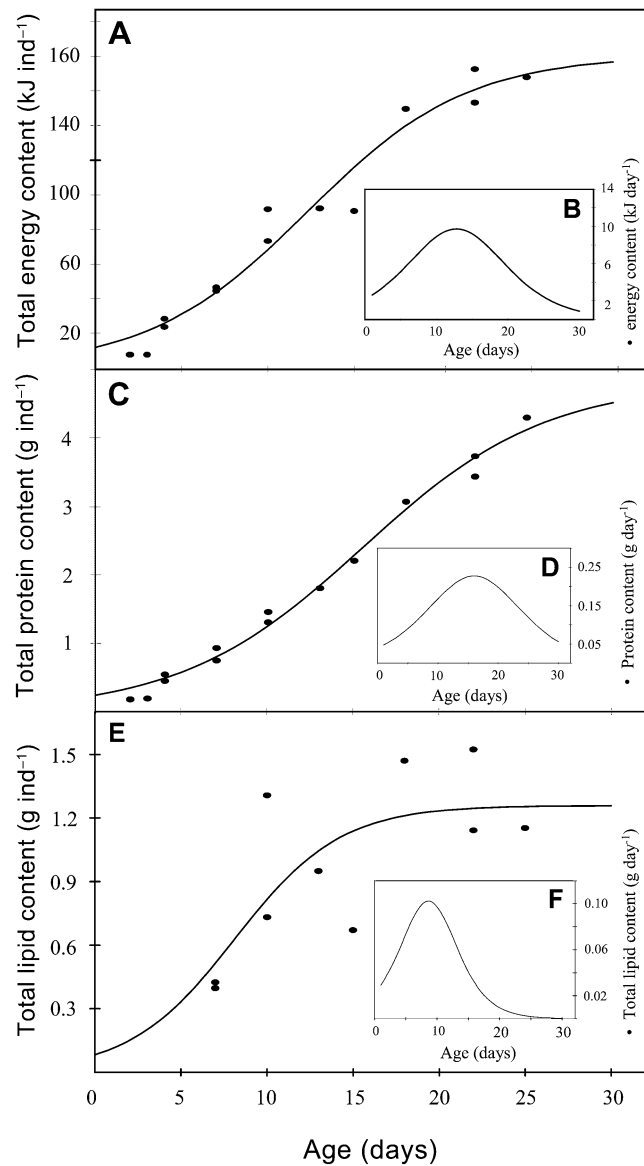 A
Total energy content (kJ ind⁻¹)
160
140
100
60
20
B
14
10
6
2
• energy content (kJ day⁻¹)
0 10 20 30
Age (days)
C
Total protein content (g ind⁻¹)
4
3
2
1
D
0.25
0.15
0.05
• Protein content (g day⁻¹)
0 10 20 30
Age (days)
E
Total lipid content (g ind⁻¹)
1.5
1.2
0.9
0.6
0.3
F
0.10
0.06
0.02
• Total lipid content (g day⁻¹)
0 10 20 30
Age (days)
0 5 10 15 20 25 30
Age (days)